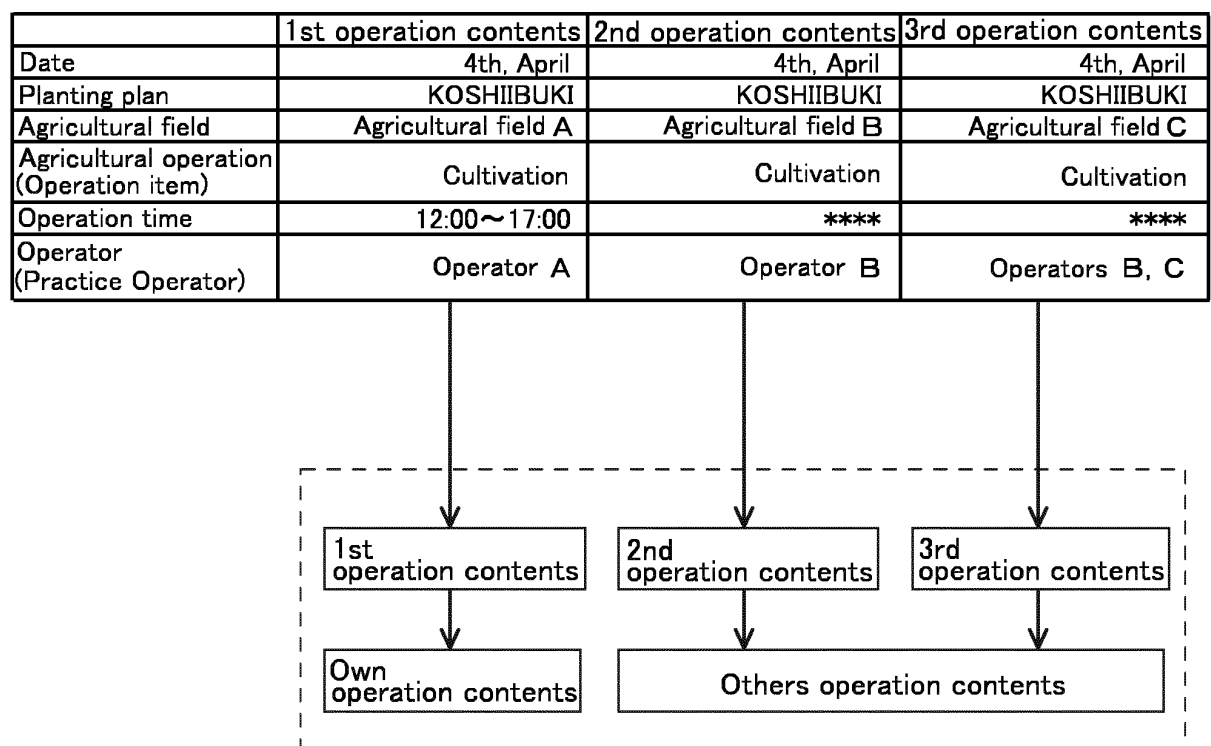 1st operation contents 2nd operation contents 3rd operation contents
Date 4th, April 4th, April 4th, April
Planting plan KOSHIIBUKI KOSHIIBUKI KOSHIIBUKI
Agricultural field Agricultural field A Agricultural field B Agricultural field C
Agricultural operation
(Operation item) Cultivation Cultivation Cultivation
Operation time 12:00～17:00 **** ****
Operator
(Practice Operator) Operator A Operator B Operators B, C
1st
operation contents
2nd
operation contents
3rd
operation contents
Own
operation contents
Others operation contents